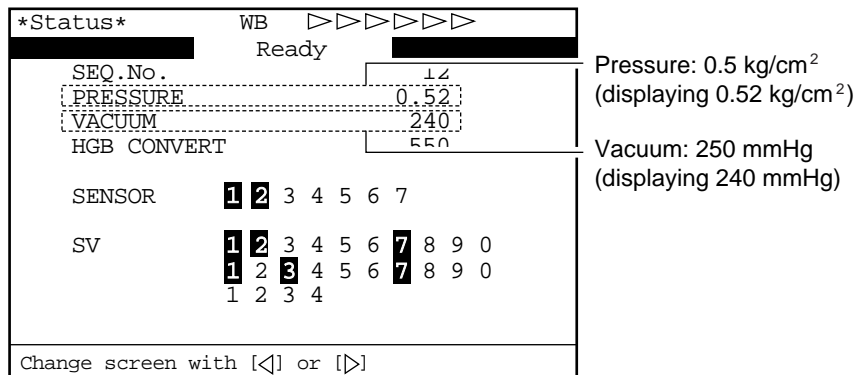 *Status* WB ▷▷▷▷▷▷
Ready
SEQ.No. 12
PRESSURE 0.52
VACUUM 240
HGB CONVERT 550
SENSOR 1 2 3 4 5 6 7
SV 1 2 3 4 5 6 7 8 9 0
1 2 3 4 5 6 7 8 9 0
1 2 3 4
Change screen with [◁] or [▷]
Pressure: 0.5 kg/cm²
(displaying 0.52 kg/cm²)
Vacuum: 250 mmHg
(displaying 240 mmHg)